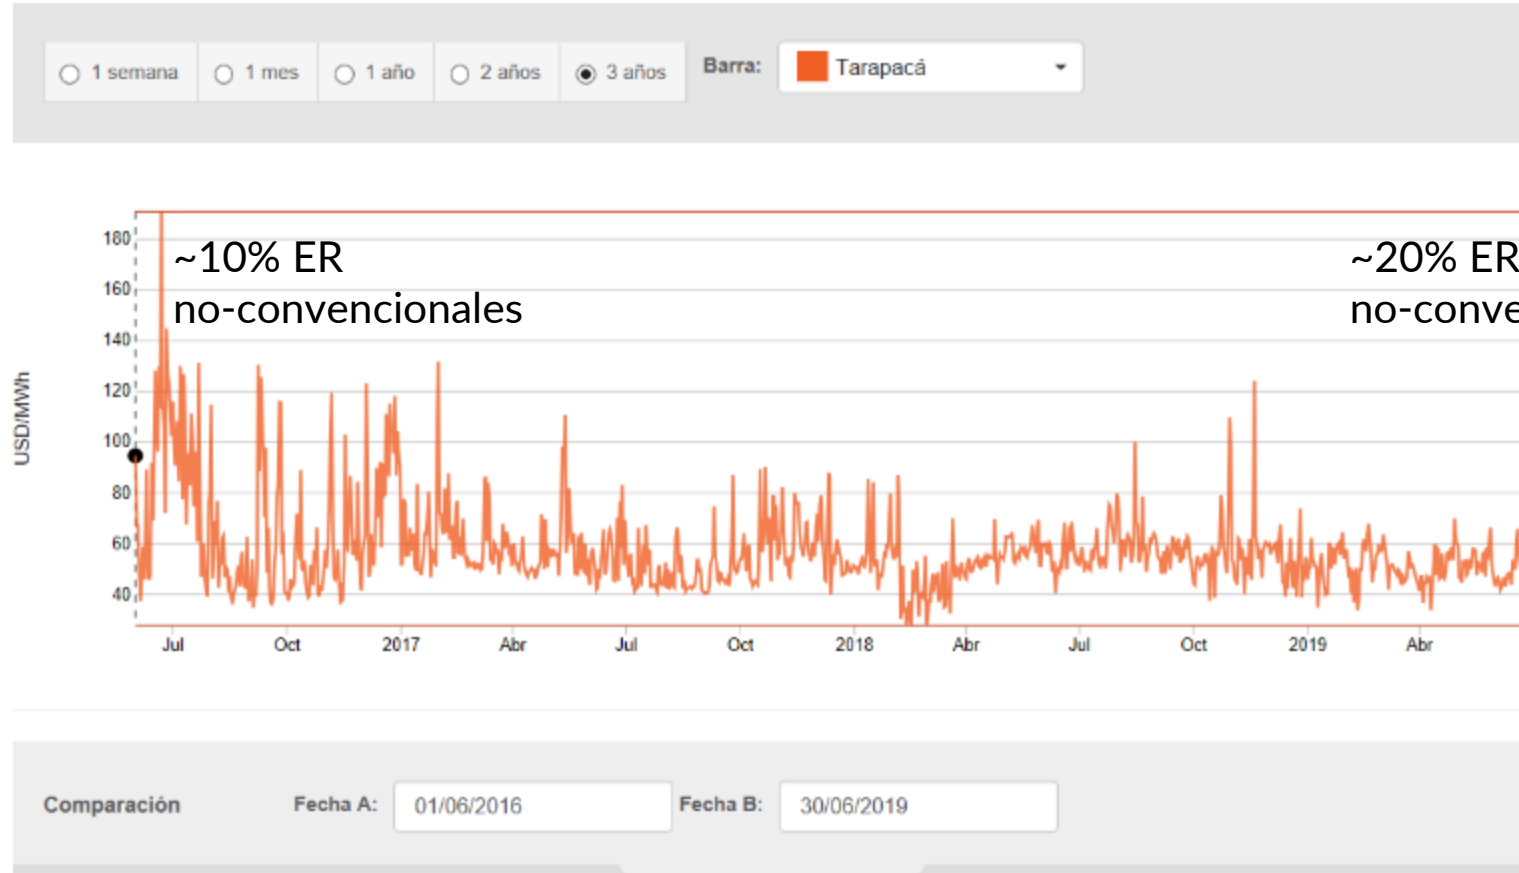 1 semana 1 mes 1 año 2 años 3 años Barra: Tarapacá
180
~10% ER
no-convencionales
~20% ER
no-conve
160
140
120
100
80
60
40
USD/MWh
Jul Oct 2017 Abr Jul Oct 2018 Abr Jul Oct 2019 Abr
Comparación Fecha A: 01/06/2016 Fecha B: 30/06/2019